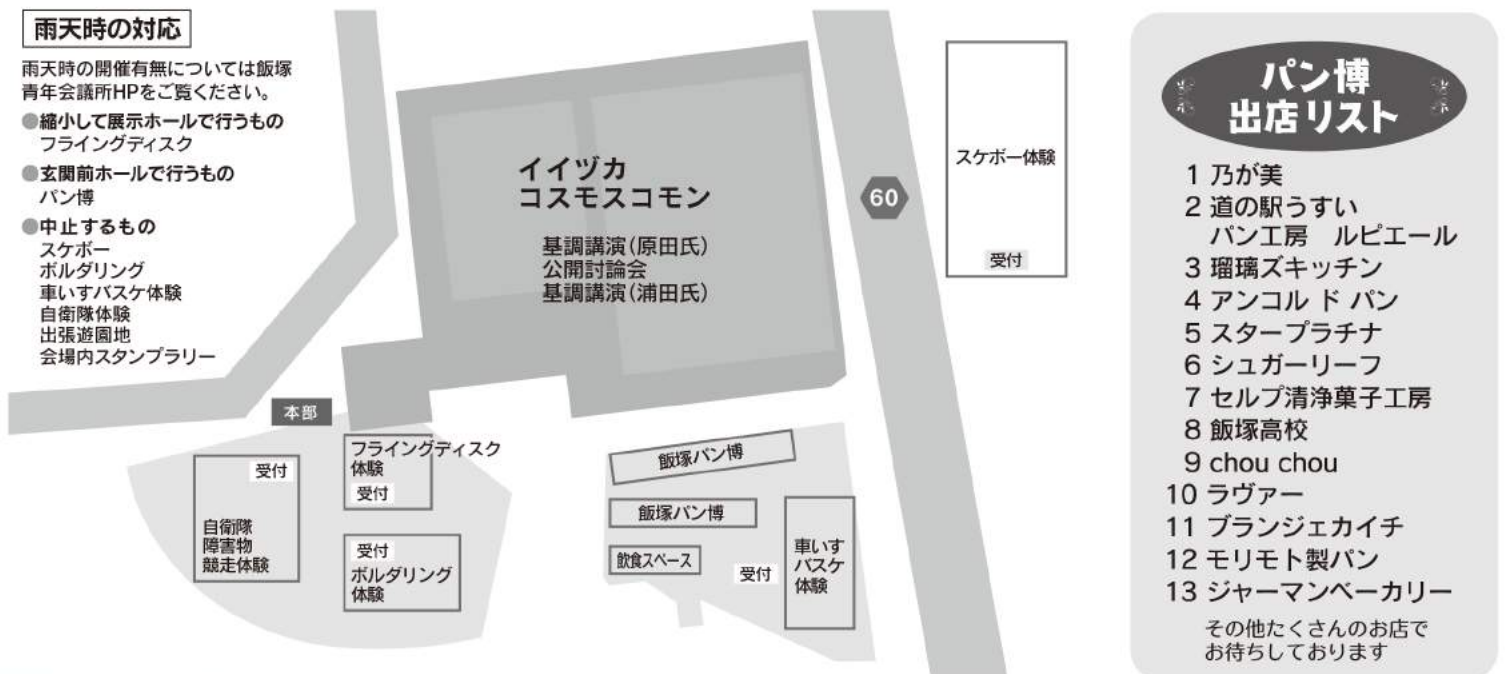 雨天時の対応
雨天時の開催有無については飯塚
青年会議所HPをご覧ください。
●縮小して展示ホールで行うもの
フライングディスク
●玄関前ホールで行うもの
パン博
●中止するもの
スケボー
ボルダリング
車いすバスケ体験
自衛隊体験
出張遊園地
会場内スタンプラリー
イイヅカ
コスモスコモン
基調講演(原田氏)
公開討論会
基調講演(浦田氏)
60
スケボー体験
受付
本部
受付
自衛隊
障害物
競走体験
フライングディスク
体験
受付
受付
ボルダリング
体験
飯塚パン博
飯塚パン博
飲食スペース
受付
車いす
バスケ
体験
パン博
出店リスト
1 乃が美
2 道の駅うすい
パン工房 ルピエール
3 瑠璃ズキッチン
4 アンコル ド パン
5 スタープラチナ
6 シュガーリーフ
7 セルプ清浄菓子工房
8 飯塚高校
9 chou chou
10 ラヴァー
11 ブランジェカイチ
12 モリモト製パン
13 ジャーマンベーカリー
その他たくさんのお店で
お待ちしております